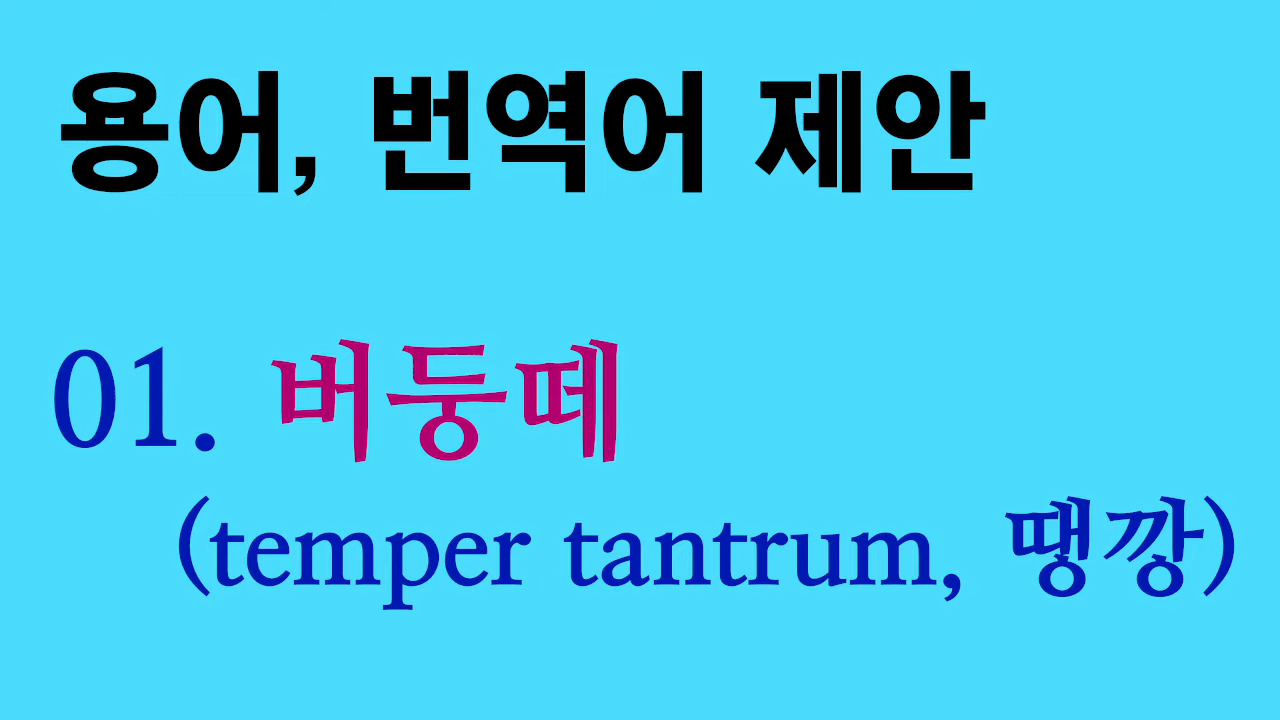 용어, 번역어 제안
01. 버둥떼
(temper tantrum, 땡깡)